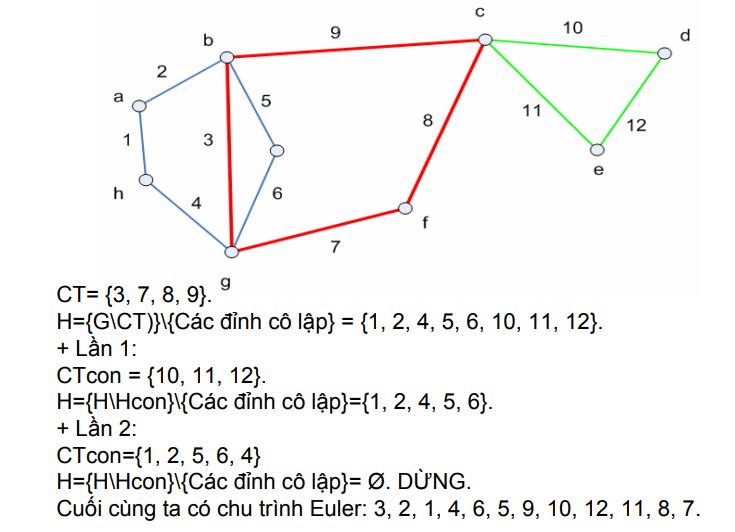 c
9
10
d
b
2
5
a
11
8
1
3
12
e
h
4
6
f
7
g
CT= {3, 7, 8, 9}.
H={G\CT)}\{Các đỉnh cô lập} = {1, 2, 4, 5, 6, 10, 11, 12}.
+ Lần 1:
CTcon = {10, 11, 12}.
H={H\Hcon}\{Các đỉnh cô lập}={1, 2, 4, 5, 6}.
+ Lần 2:
CTcon={1, 2, 5, 6, 4}
H={H\Hcon}\{Các đỉnh cô lập}= Ø. DỪNG.
Cuối cùng ta có chu trình Euler: 3, 2, 1, 4, 6, 5, 9, 10, 12, 11, 8, 7.